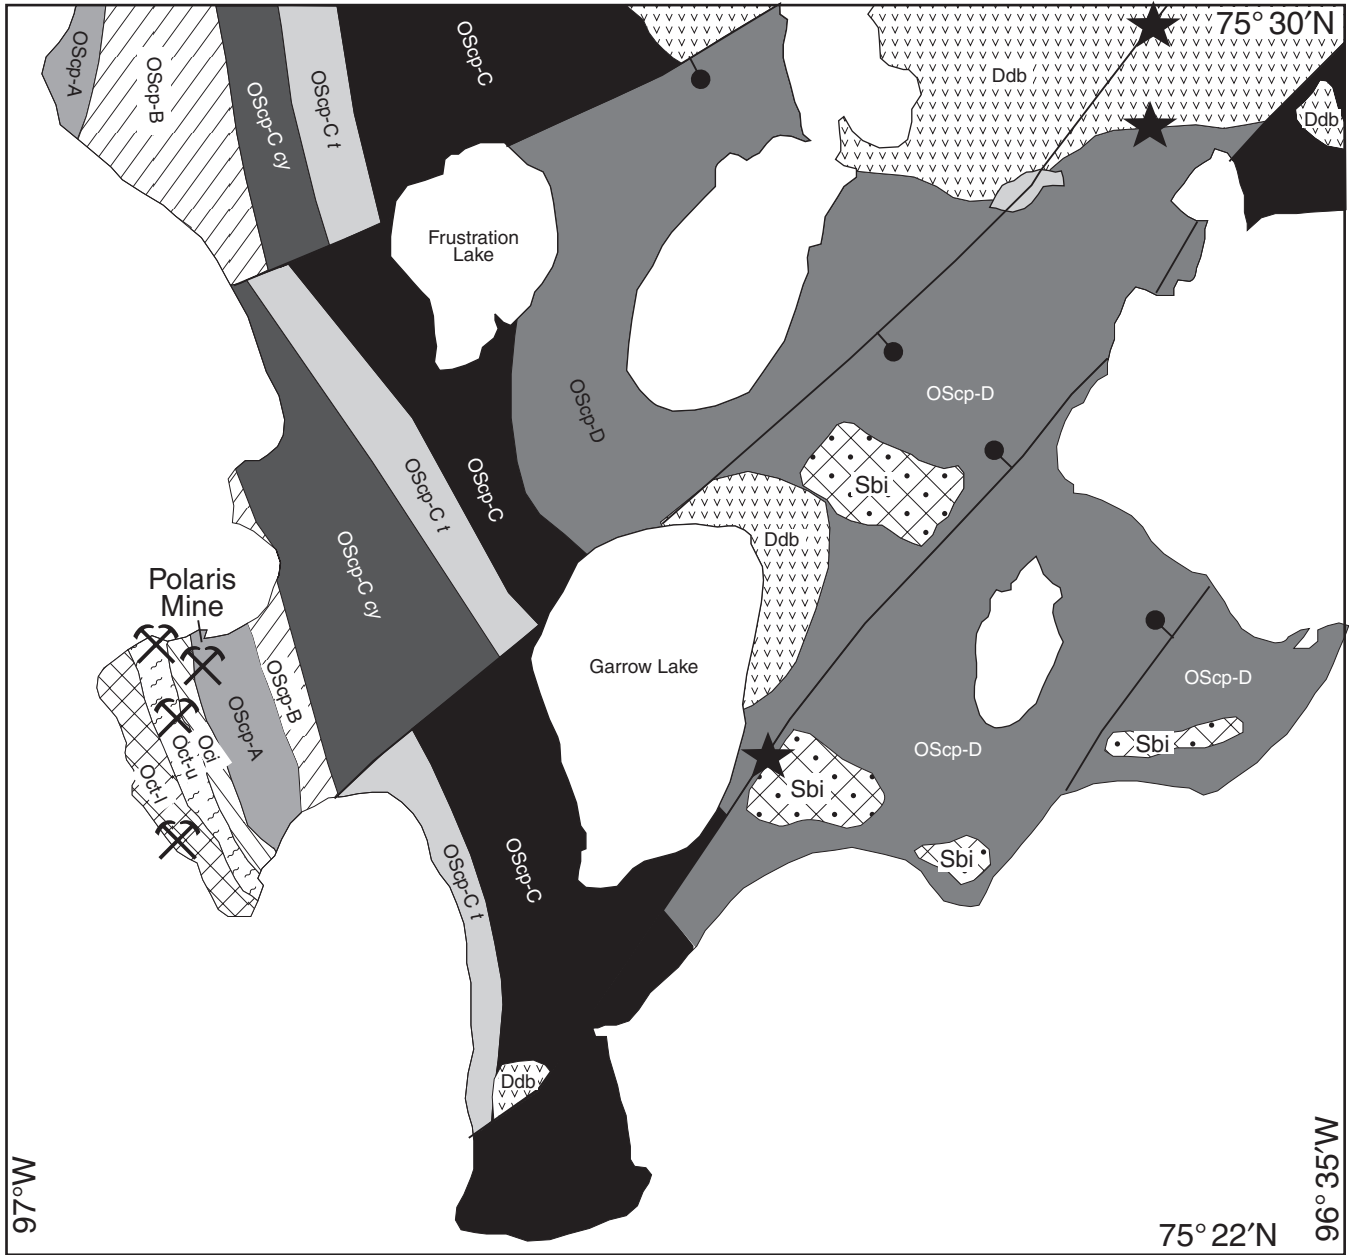 75° 30′N
OScp-A
OScp-B
OScp-C cy
OScp-C t
OScp-C
Ddb
Ddb
Frustration
Lake
OScp-D
OScp-D
OScp-C t
OScp-C
Sbi
Ddb
OScp-C cy
Polaris
Mine
Garrow Lake
OScp-B
OScp-A
Oci
Oct-u
Oct-l
OScp-D
OScp-D
Sbi
Sbi
Sbi
OScp-C t
OScp-C
Ddb
97°W
75° 22′N
96° 35′W